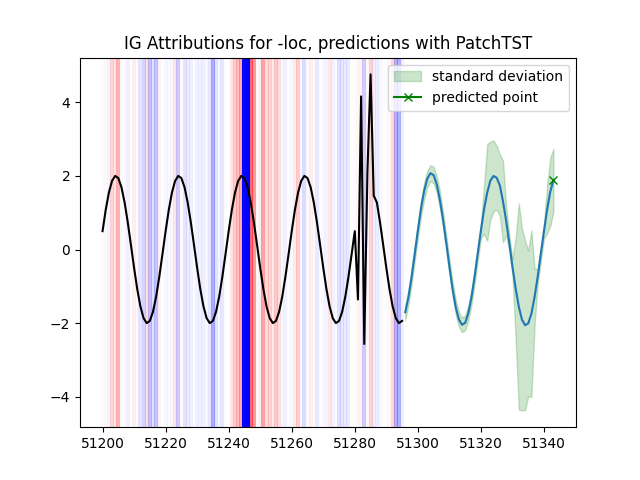 IG Attributions for -loc, predictions with PatchTST
standard deviation
predicted point
4
2
0
−2
−4
51200 51220 51240 51260 51280 51300 51320 51340